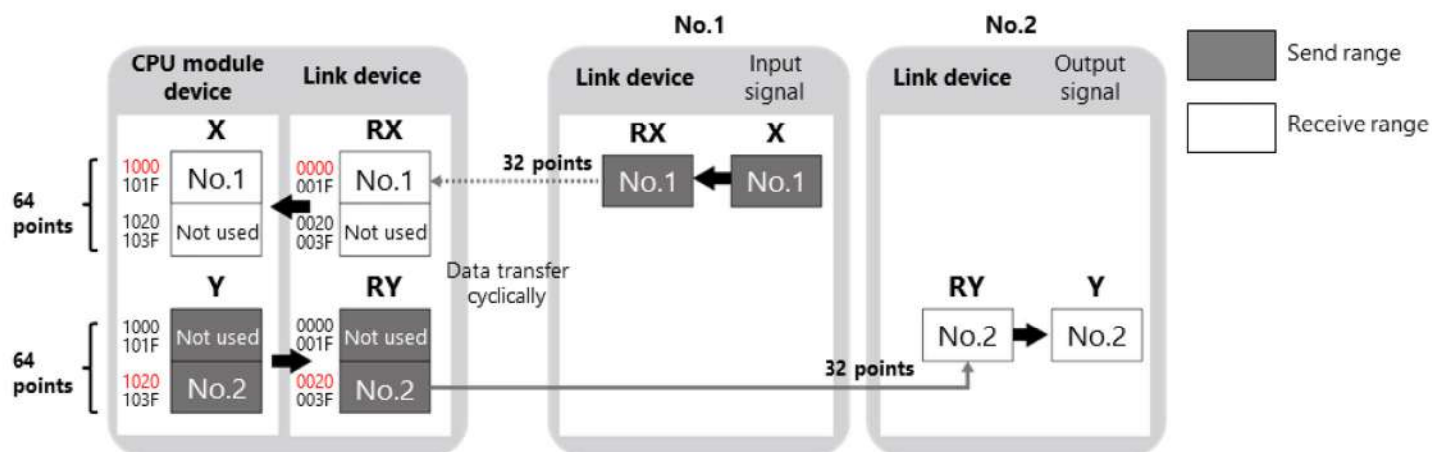 No.1
No.2
CPU module
device
Link device
Link device
Input
signal
Link device
Output
signal
Send range
Receive range
X
RX
RX
X
64
points
1000
101F
No.1
0000
001F
No.1
32 points
No.1
No.1
1020
103F
Not used
0020
003F
Not used
Data transfer
cyclically
Y
RY
RY
Y
64
points
1000
101F
Not used
0000
001F
Not used
No.2
No.2
1020
103F
No.2
0020
003F
No.2
32 points